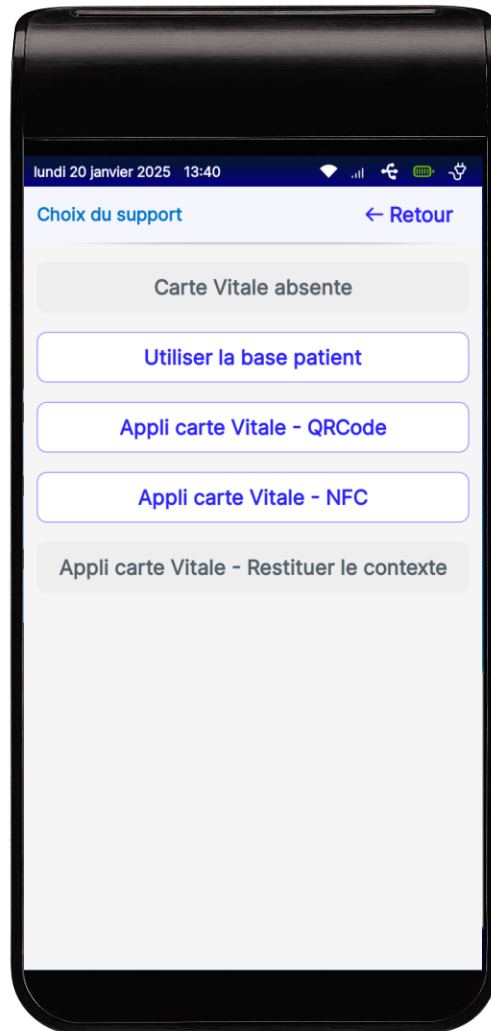 lundi 20 janvier 2025 13:40
Choix du support ← Retour
Carte Vitale absente
Utiliser la base patient
Appli carte Vitale - QRCode
Appli carte Vitale - NFC
Appli carte Vitale - Restituer le contexte